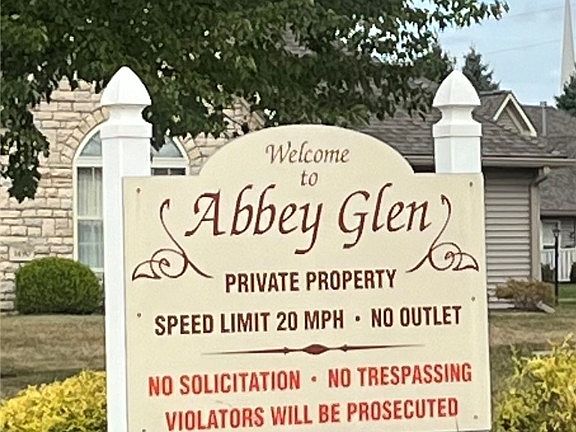 Welcome
to
Abbey Glen
PRIVATE PROPERTY
SPEED LIMIT 20 MPH • NO OUTLET
NO SOLICITATION • NO TRESPASSING
VIOLATORS WILL BE PROSECUTED